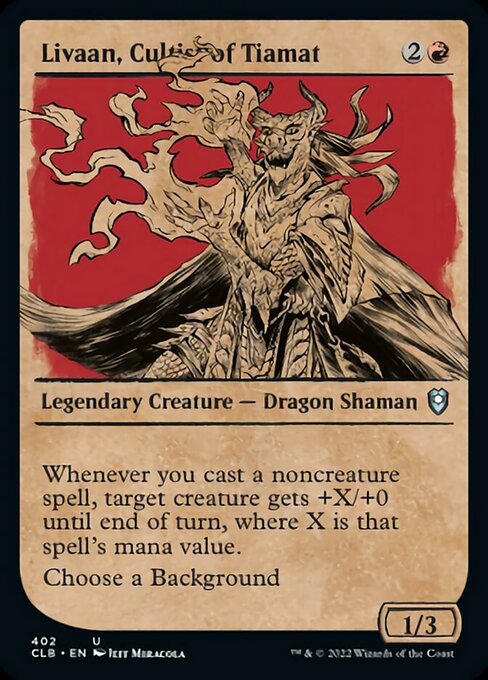 Livaan, Cultist of Tiamat 2
Legendary Creature — Dragon Shaman
Whenever you cast a noncreature
spell, target creature gets +X/+0
until end of turn, where X is that
spell's mana value.
Choose a Background
1/3
402 U
CLB • EN Jeff Miracola
™ & © 2022 Wizards of the Coast